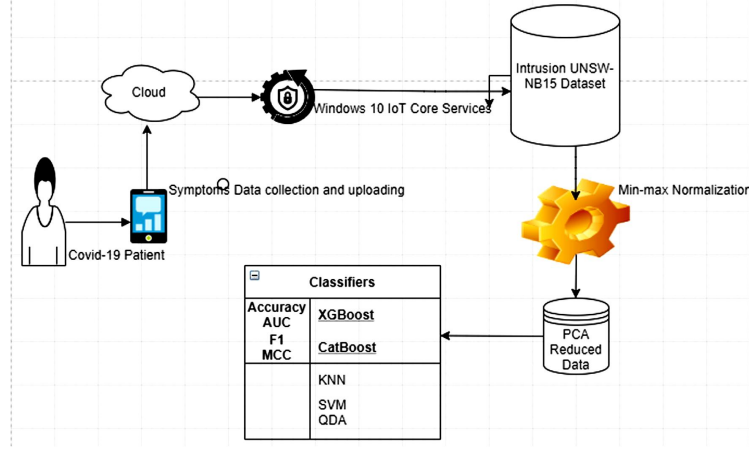 Cloud
Windows 10 IoT Core Services
Intrusion UNSW-
NB15 Dataset
Symptoms Data collection and uploading
Min-max Normalization
Covid-19 Patient
Classifiers
Accuracy
AUC
F1
MCC
XGBoost
CatBoost
KNN
SVM
QDA
PCA
Reduced
Data